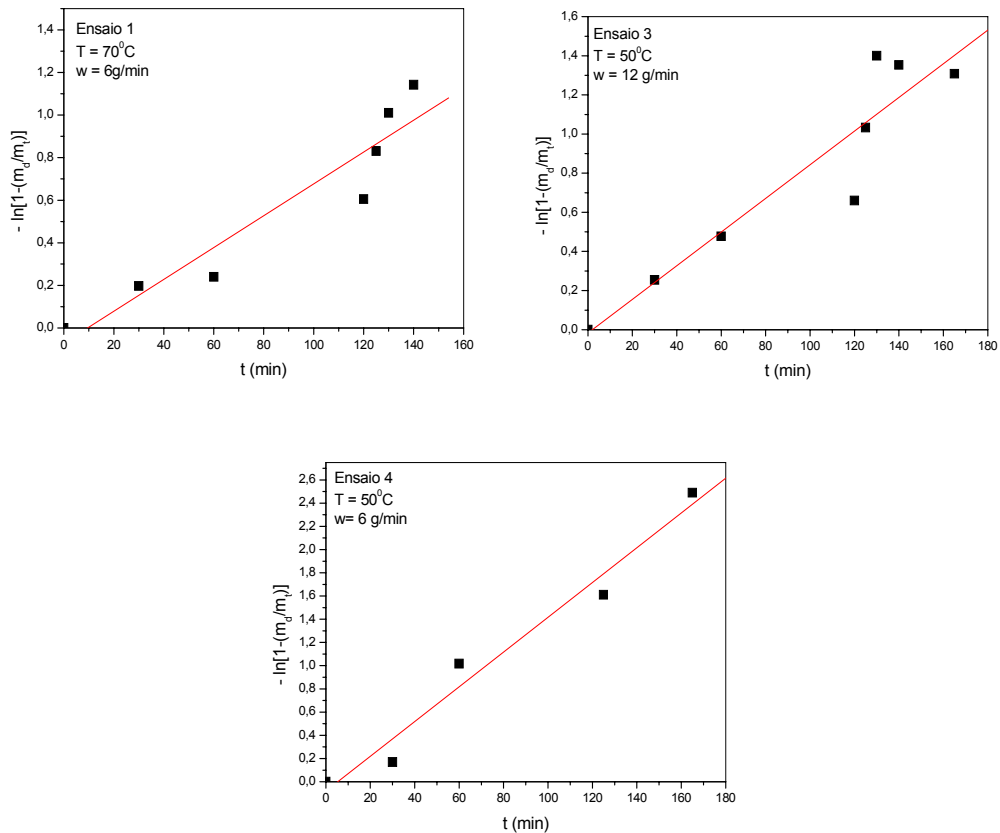 Ensaio 1
T = 70⁰C
w = 6g/min
- ln[1-(m_d/m_t)]
1,4
1,2
1,0
0,8
0,6
0,4
0,2
0,0
0 20 40 60 80 100 120 140 160
t (min)
Ensaio 3
T = 50⁰C
w = 12 g/min
- ln[1-(m_d/m_t)]
1,6
1,4
1,2
1,0
0,8
0,6
0,4
0,2
0,0
0 20 40 60 80 100 120 140 160 180
t (min)
Ensaio 4
T = 50⁰C
w= 6 g/min
- ln[1-(m_d/m_t)]
2,6
2,4
2,2
2,0
1,8
1,6
1,4
1,2
1,0
0,8
0,6
0,4
0,2
0,0
0 20 40 60 80 100 120 140 160 180
t (min)